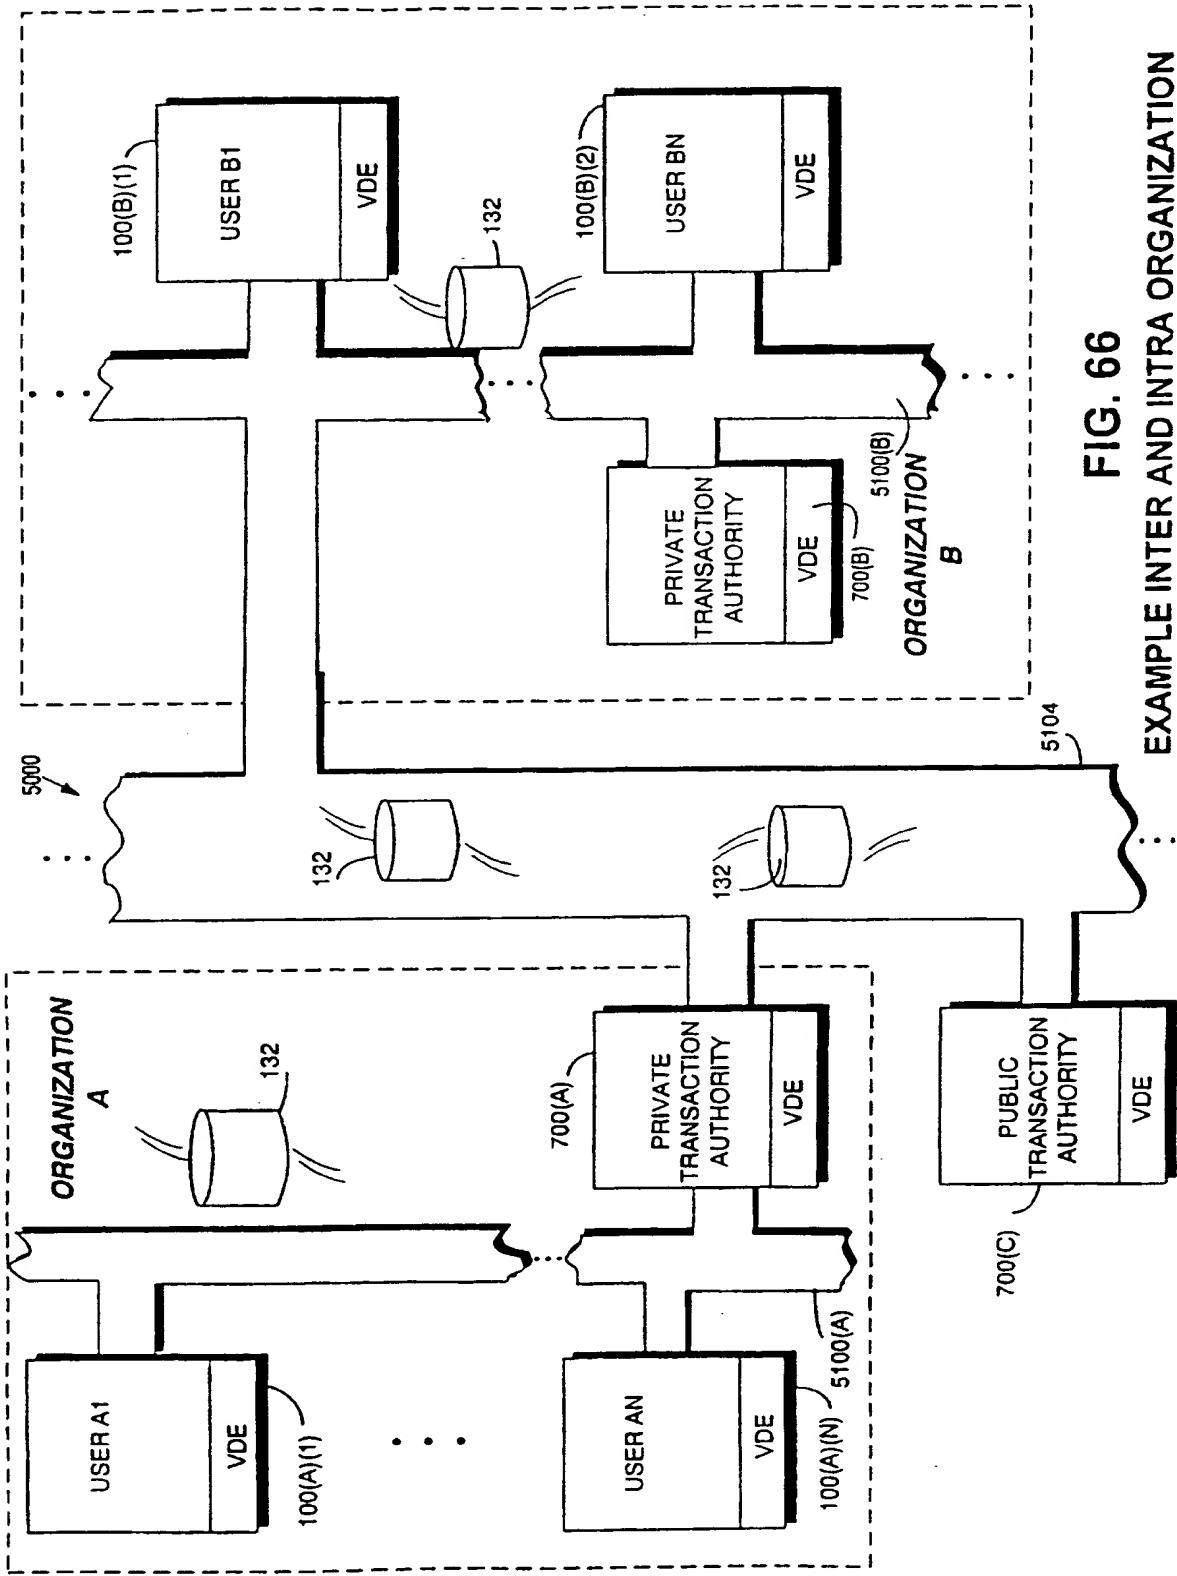 5000
ORGANIZATION
A
132
USER A1
VDE
100(A)(1)
USER AN
VDE
100(A)(N)
5100(A)
700(A)
PRIVATE
TRANSACTION
AUTHORITY
VDE
PUBLIC
TRANSACTION
AUTHORITY
VDE
700(C)
132
132
5104
100(B)(1)
USER B1
VDE
132
100(B)(2)
USER BN
VDE
PRIVATE
TRANSACTION
AUTHORITY
VDE
700(B)
5100(B)
ORGANIZATION
B
FIG. 66
EXAMPLE INTER AND INTRA ORGANIZATION